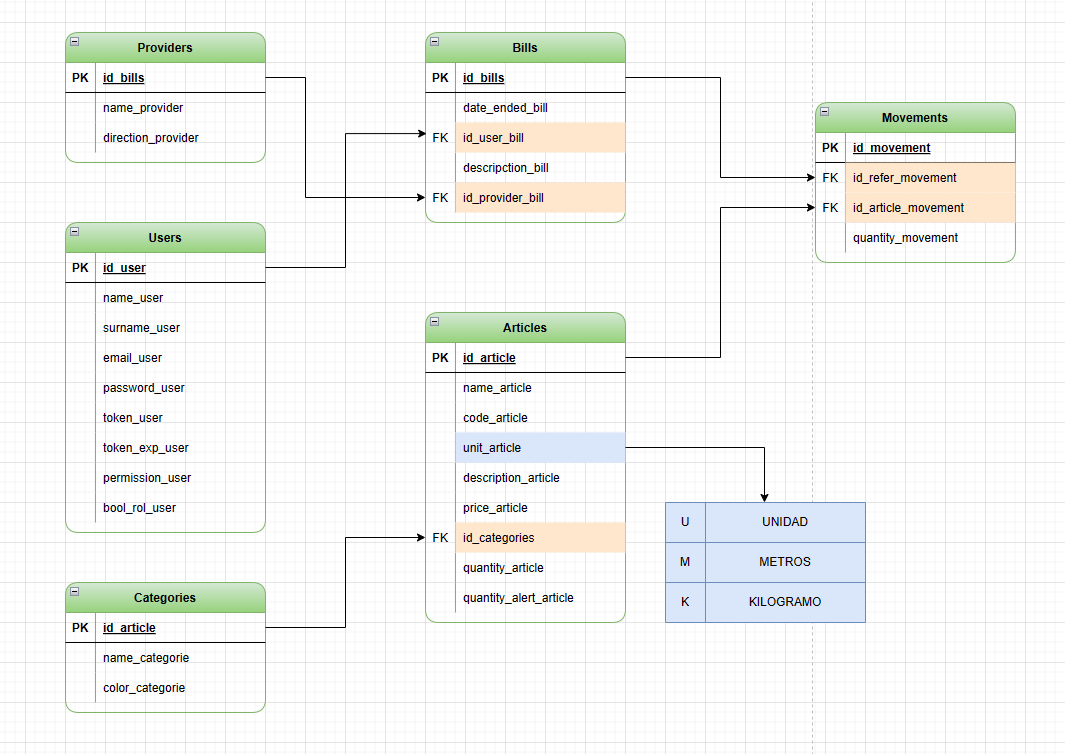 Providers
PK id_bills
name_provider
direction_provider
Users
PK id_user
name_user
surname_user
email_user
password_user
token_user
token_exp_user
permission_user
bool_rol_user
Categories
PK id_article
name_categorie
color_categorie
Bills
PK id_bills
date_ended_bill
FK id_user_bill
descripction_bill
FK id_provider_bill
Articles
PK id_article
name_article
code_article
unit_article
description_article
price_article
FK id_categories
quantity_article
quantity_alert_article
Movements
PK id_movement
FK id_refer_movement
FK id_article_movement
quantity_movement
U UNIDAD
M METROS
K KILOGRAMO